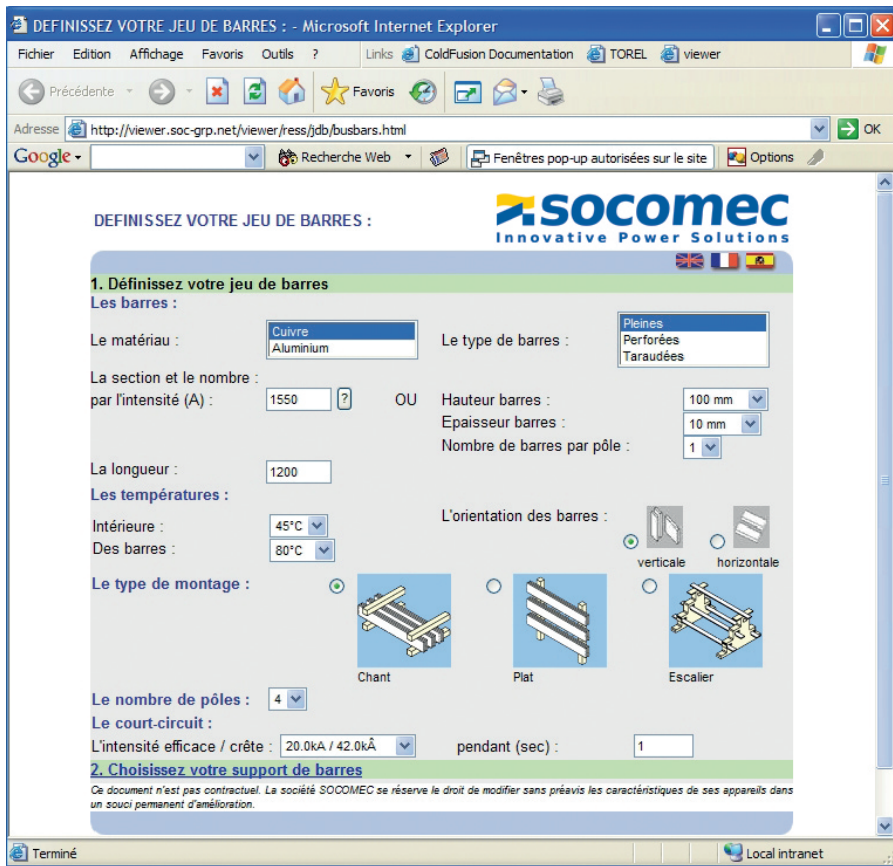 DEFINISSEZ VOTRE JEU DE BARRES : - Microsoft Internet Explorer
Fichier Edition Affichage Favoris Outils ? Links ColdFusion Documentation TOREL viewer
Précédente Favoris
Adresse http://viewer.soc-grp.net/viewer/ress/jdb/busbars.html OK
Google Recherche Web Fenêtres pop-up autorisées sur le site Options
DEFINISSEZ VOTRE JEU DE BARRES :
socomec
Innovative Power Solutions
1. Définissez votre jeu de barres
Les barres :
Le matériau : Cuivre
Aluminium
Le type de barres : Pleines
Perforées
Taraudées
La section et le nombre :
par l'intensité (A) : 1550 ? OU Hauteur barres : 100 mm
Epaisseur barres : 10 mm
Nombre de barres par pôle : 1
La longueur : 1200
Les températures :
Intérieure : 45°C
Des barres : 80°C
L'orientation des barres :
verticale horizontale
Le type de montage :
Chant Plat Escalier
Le nombre de pôles : 4
Le court-circuit :
L'intensité efficace / crête : 20.0kA / 42.0kÂ pendant (sec) : 1
2. Choisissez votre support de barres
Ce document n'est pas contractuel. La société SOCOMEC se réserve le droit de modifier sans préavis les caractéristiques de ses appareils dans
un souci permanent d'amélioration.
Terminé Local intranet